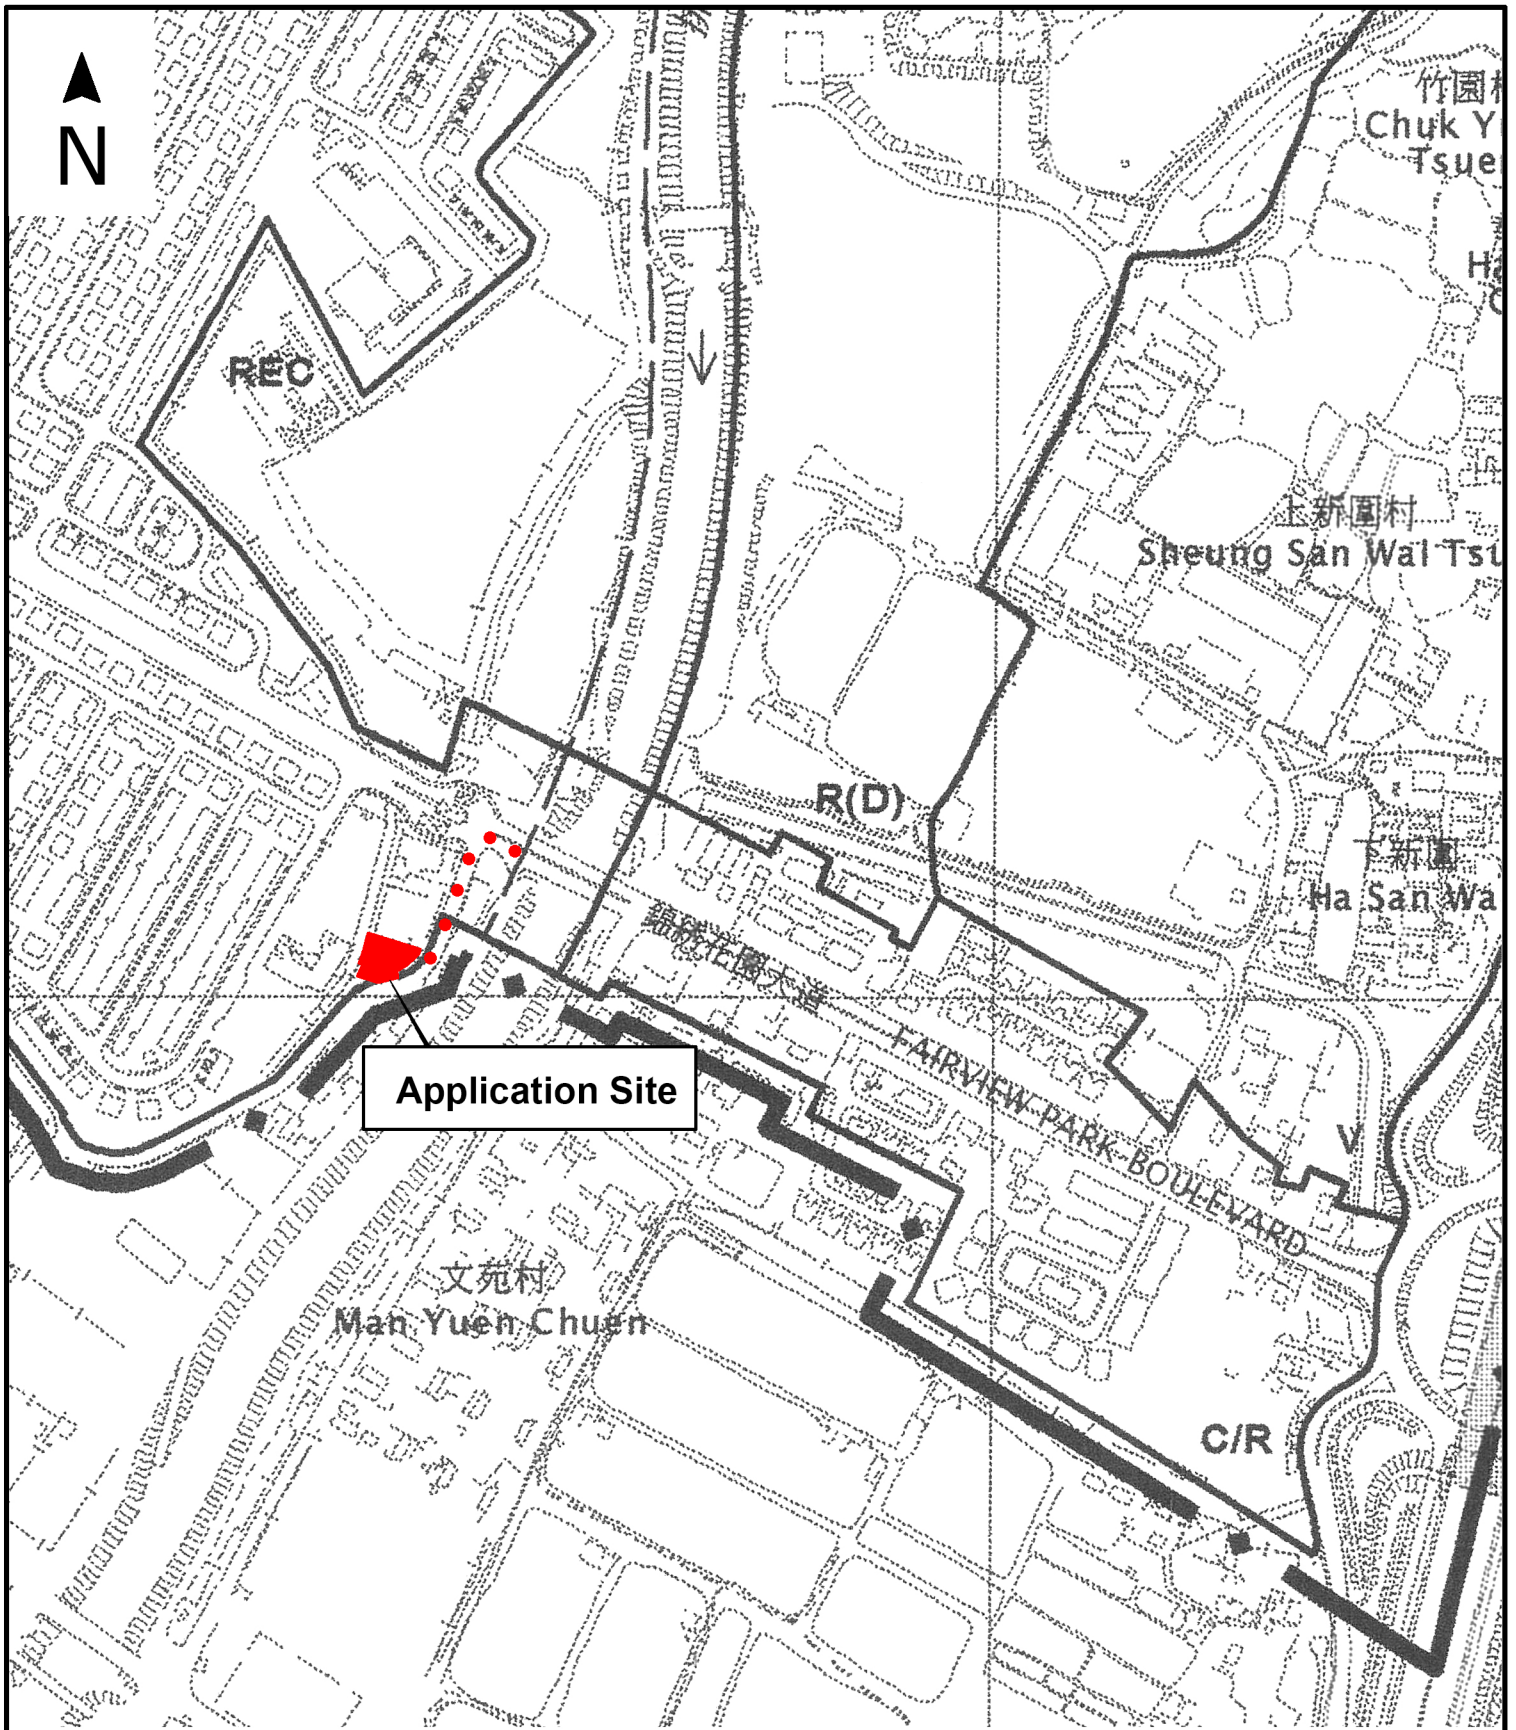 N
竹園
Chuk Y
Tsue
Ha
REC
上新圍村
Sheung San Wai Tsu
R(D)
下新圍
Ha San Wa
錦綉花園大道
FAIRVIEW PARK BOULEVARD
Application Site
文苑村
Man Yuen Chuen
C/R